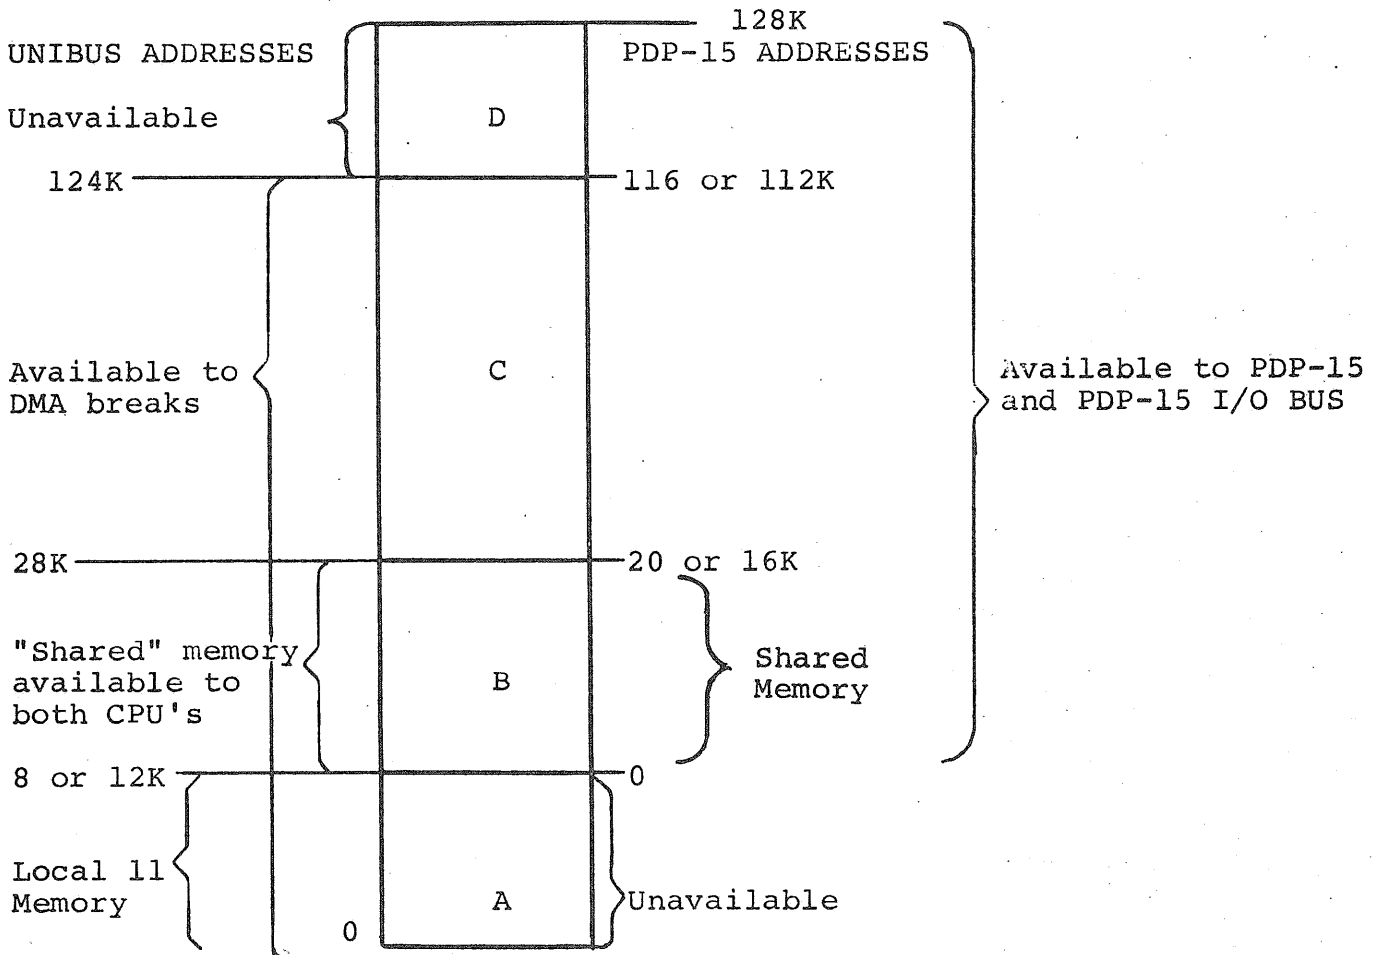 128K
UNIBUS ADDRESSES
PDP-15 ADDRESSES
Unavailable
D
124K
116 or 112K
Available to
DMA breaks
C
Available to PDP-15
and PDP-15 I/O BUS
28K
20 or 16K
"Shared" memory
available to
both CPU's
B
Shared
Memory
8 or 12K
0
Local 11
Memory
A
Unavailable
0